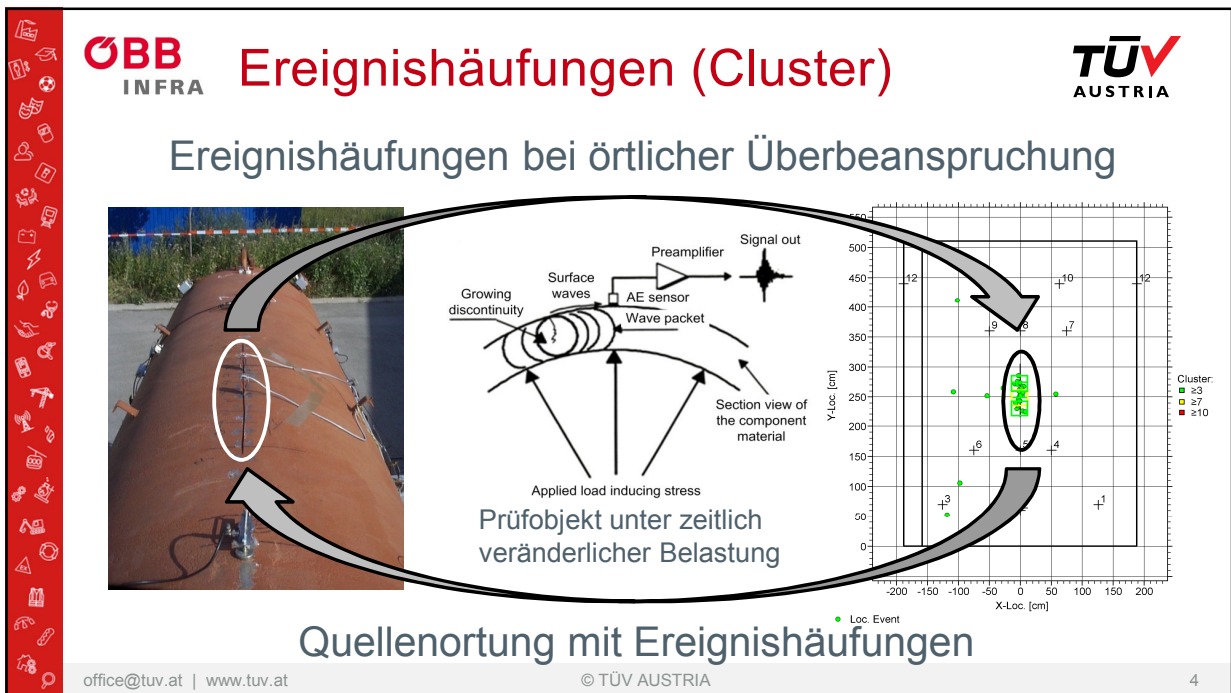 ÖBB
INFRA
Ereignishäufungen (Cluster)
TÜV
AUSTRIA
Ereignishäufungen bei örtlicher Überbeanspruchung
Signal out
Preamplifier
Surface
waves
AE sensor
Growing
discontinuity
Wave packet
Section view of
the component
material
Applied load inducing stress
Prüfobjekt unter zeitlich
veränderlicher Belastung
550
500
450
400
350
300
250
200
150
100
50
0
Y-Loc. [cm]
12
10
12
9
8
7
6
5
4
3
1
-200 -150 -100 -50 0 50 100 150 200
X-Loc. [cm]
Loc. Event
Cluster:
≥3
≥7
≥10
Quellenortung mit Ereignishäufungen
office@tuv.at | www.tuv.at
© TÜV AUSTRIA
4